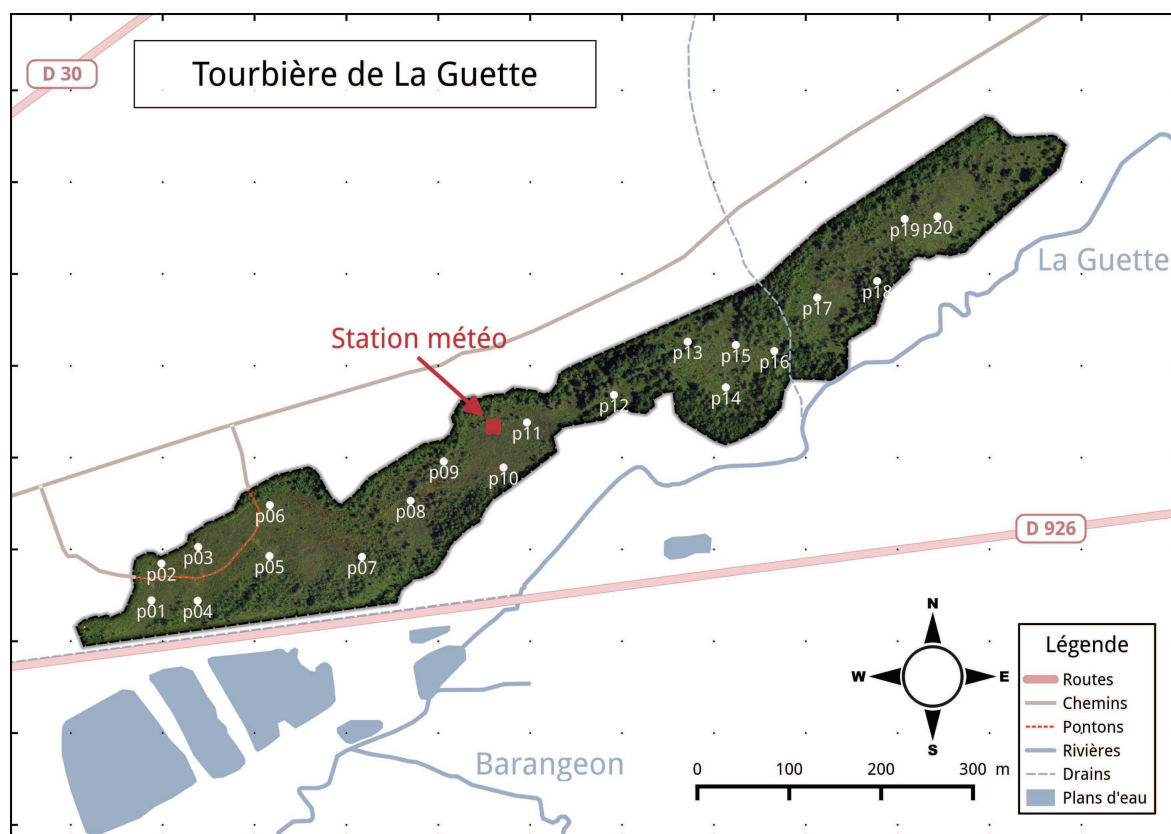 Tourbière de La Guette
D 30
p19
p20
La Guette
p18
p17
Station météo
p13
p15
p16
p14
p12
p11
p09
p10
p08
p06
D 926
p03
p05
p07
p02
p01
p04
N
W
E
S
Légende
Routes
Chemins
Pontons
Rivières
Drains
Plans d'eau
Barangeon
0
100
200
300
m